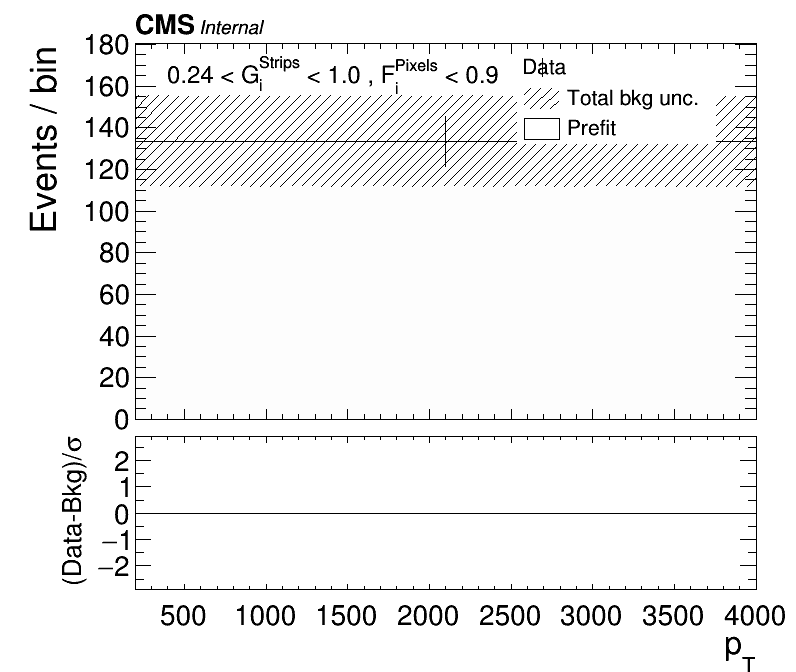 CMS Internal
Events / bin
180
160
140
120
100
80
60
40
20
0
0.24 < G_i^Strips < 1.0 , F_i^Pixels < 0.9
Data
Total bkg unc.
Prefit
(Data-Bkg)/σ
2
1
0
−1
−2
500 1000 1500 2000 2500 3000 3500 4000
p_T